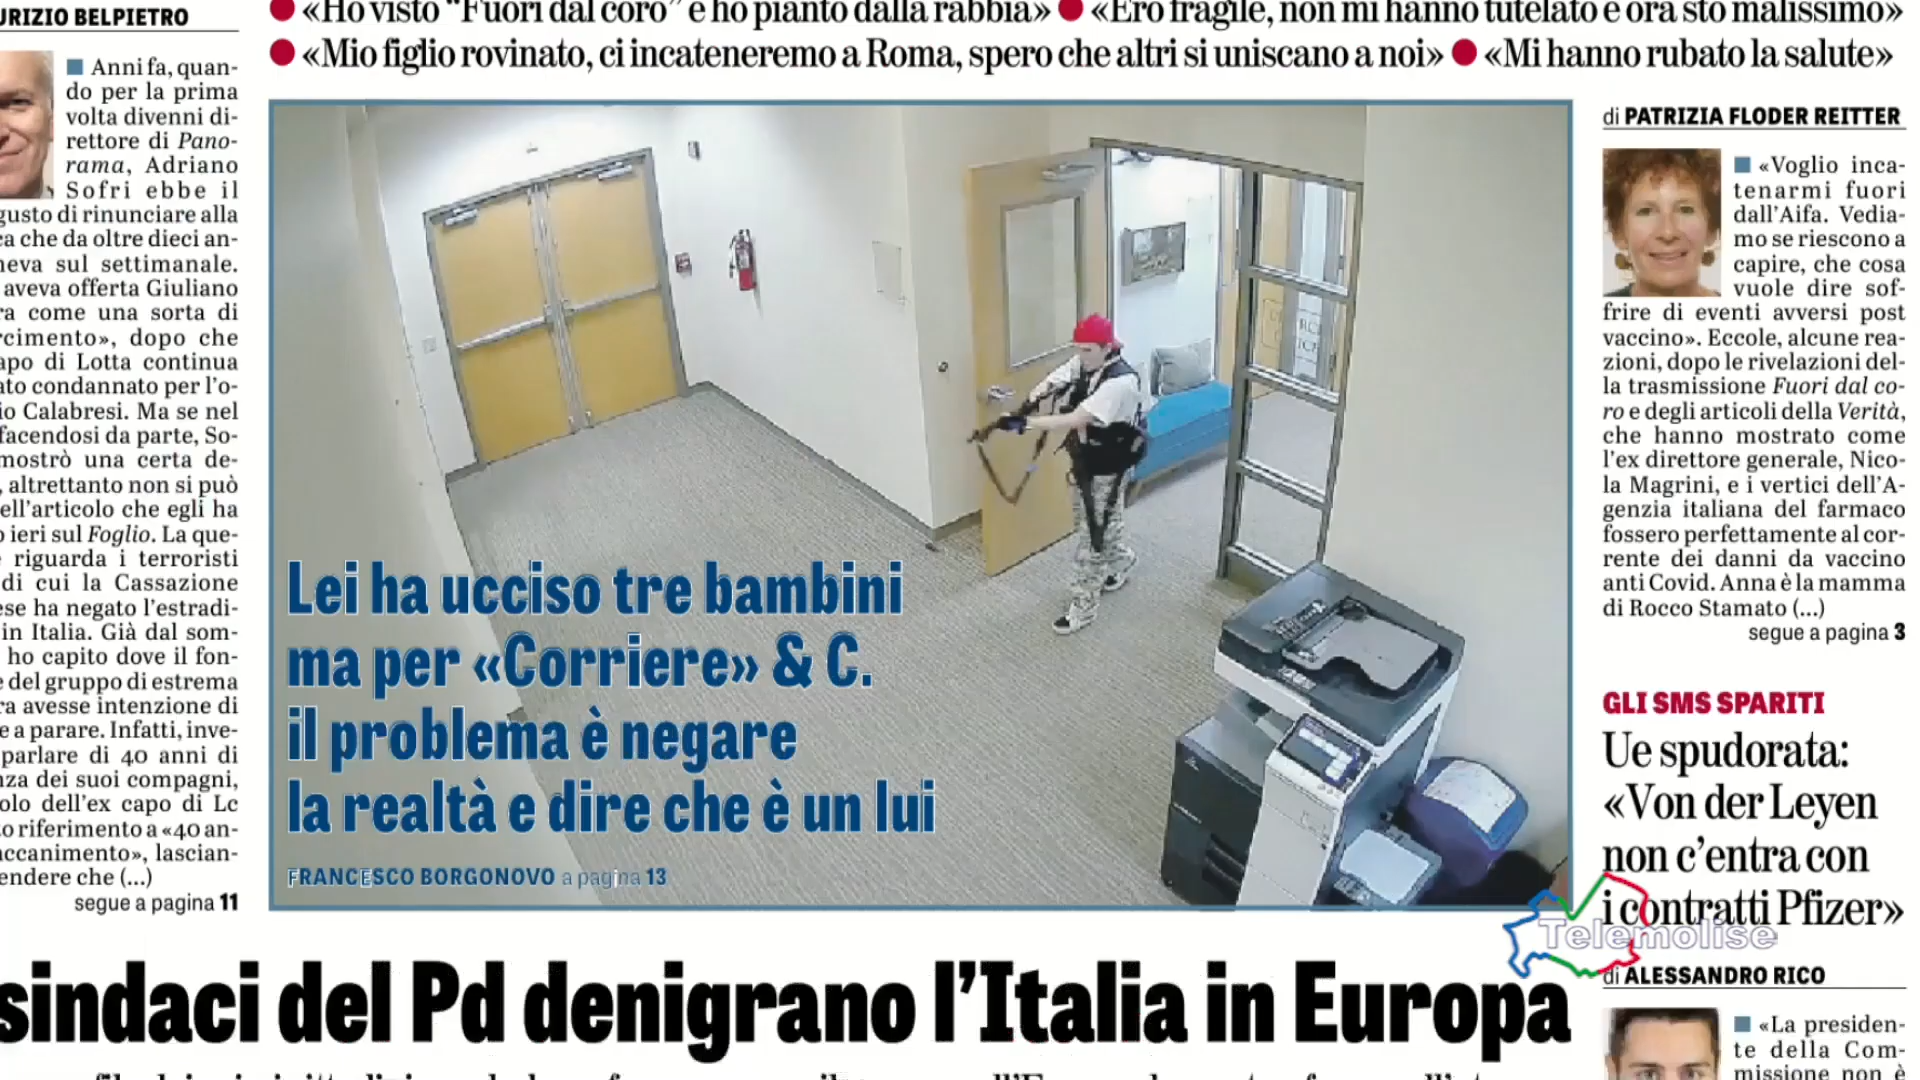 URIZIO BELPIETRO
Anni fa, quan-
do per la prima
volta divenni di-
rettore di Pano-
rama, Adriano
Sofri ebbe il
gusto di rinunciare alla
ca che da oltre dieci an-
neva sul settimanale.
aveva offerta Giuliano
ra come una sorta di
rcimento», dopo che
apo di Lotta continua
ato condannato per l'o-
io Calabresi. Ma se nel
facendosi da parte, So-
mostrò una certa de-
, altrettanto non si può
ell'articolo che egli ha
o ieri sul Foglio. La que-
e riguarda i terroristi
di cui la Cassazione
ese ha negato l'estradi-
in Italia. Già dal som-
ho capito dove il fon-
e del gruppo di estrema
ra avesse intenzione di
e a parare. Infatti, inve-
parlare di 40 anni di
nza dei suoi compagni,
olo dell'ex capo di Lc
to riferimento a «40 an-
accanimento», lascian-
endere che (...)
segue a pagina 11
«Ho visto "Fuori dal coro" e ho pianto dalla rabbia» «Ero fragile, non mi hanno tutelato e ora sto malissimo»
«Mio figlio rovinato, ci incateneremo a Roma, spero che altri si uniscano a noi» «Mi hanno rubato la salute»
Lei ha ucciso tre bambini
ma per «Corriere» & C.
il problema è negare
la realtà e dire che è un lui
FRANCESCO BORGONOVO a pagina 13
di PATRIZIA FLODER REITTER
«Voglio inca-
tenarmi fuori
dall'Aifa. Vedia-
mo se riescono a
capire, che cosa
vuole dire sof-
frire di eventi avversi post
vaccino». Eccole, alcune rea-
zioni, dopo le rivelazioni del-
la trasmissione Fuori dal co-
ro e degli articoli della Verità,
che hanno mostrato come
l'ex direttore generale, Nico-
la Magrini, e i vertici dell'A-
genzia italiana del farmaco
fossero perfettamente al cor-
rente dei danni da vaccino
anti Covid. Anna è la mamma
di Rocco Stamato (...)
segue a pagina 3
GLI SMS SPARITI
Ue spudorata:
«Von der Leyen
non c'entra con
i contratti Pfizer»
Telemolise
di ALESSANDRO RICO
«La presiden-
te della Com-
missione non è
sindaci del Pd denigrano l'Italia in Europa